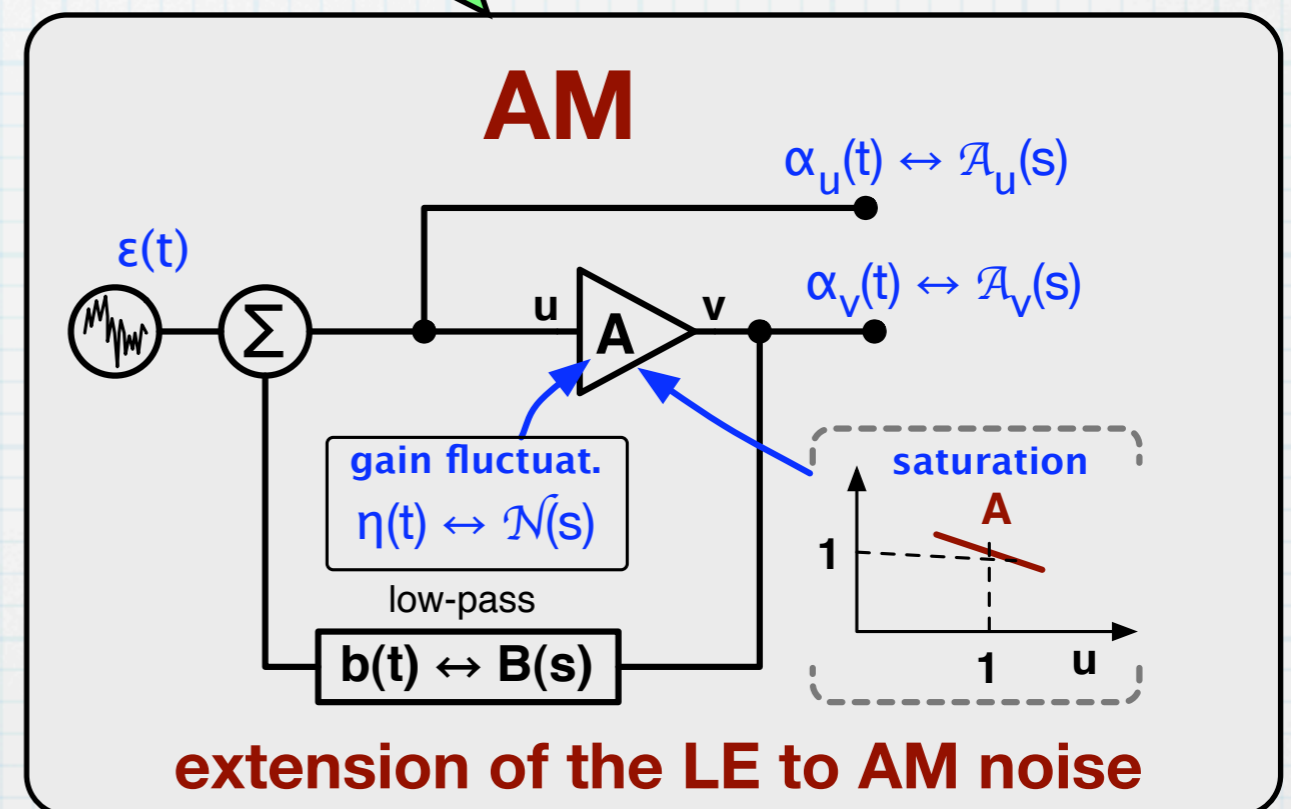 AM
αu(t) ↔ 𝒜u(s)
ε(t)
αv(t) ↔ 𝒜v(s)
Σ
u
A
v
gain fluctuat.
η(t) ↔ 𝒩(s)
saturation
A
1
1
u
low-pass
b(t) ↔ B(s)
extension of the LE to AM noise